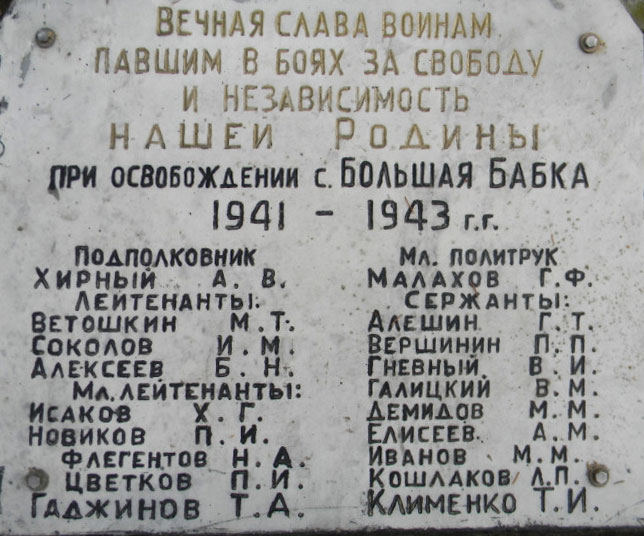 Вечная слава воинам
павшим в боях за свободу
и независимость
нашей Родины
при освобождении с. Большая Бабка
1941 - 1943 г.г.
Подполковник
Хирный А. В.
Лейтенанты:
Ветошкин М.Т.
Соколов И.М.
Алексеев Б.Н.
Мл. лейтенанты:
Исаков Х.Г.
Новиков П.И.
Флегентов Н.А.
Цветков П.И.
Гаджинов Т.А.
Мл. политрук
Малахов Г.Ф.
Сержанты:
Алешин Г.Т.
Вершинин П.П.
Гневный В.И.
Галицкий В.М.
Демидов М.М.
Елисеев А.М.
Иванов М.М.
Кошлаков Л.П.
Клименко Т.И.